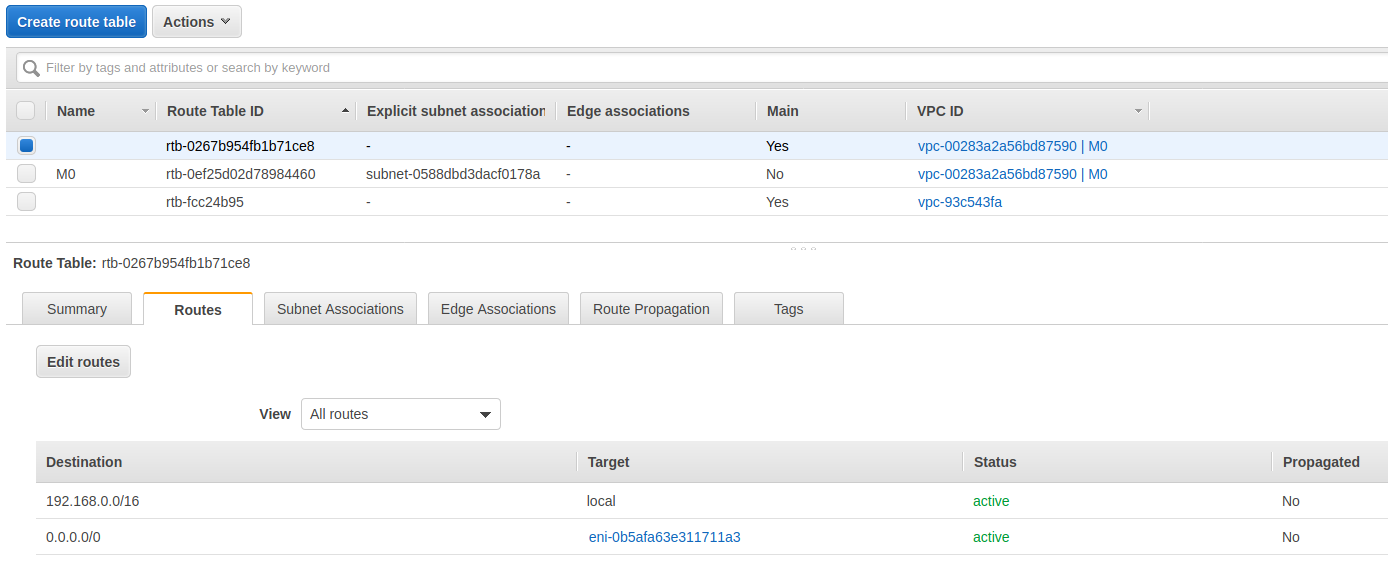 Create route table Actions
Filter by tags and attributes or search by keyword
Name Route Table ID Explicit subnet association Edge associations Main VPC ID
rtb-0267b954fb1b71ce8 - - Yes vpc-00283a2a56bd87590 | M0
M0 rtb-0ef25d02d78984460 subnet-0588dbd3dacf0178a - No vpc-00283a2a56bd87590 | M0
rtb-fcc24b95 - - Yes vpc-93c543fa
Route Table: rtb-0267b954fb1b71ce8
Summary Routes Subnet Associations Edge Associations Route Propagation Tags
Edit routes
View All routes
Destination Target Status Propagated
192.168.0.0/16 local active No
0.0.0.0/0 eni-0b5afa63e311711a3 active No